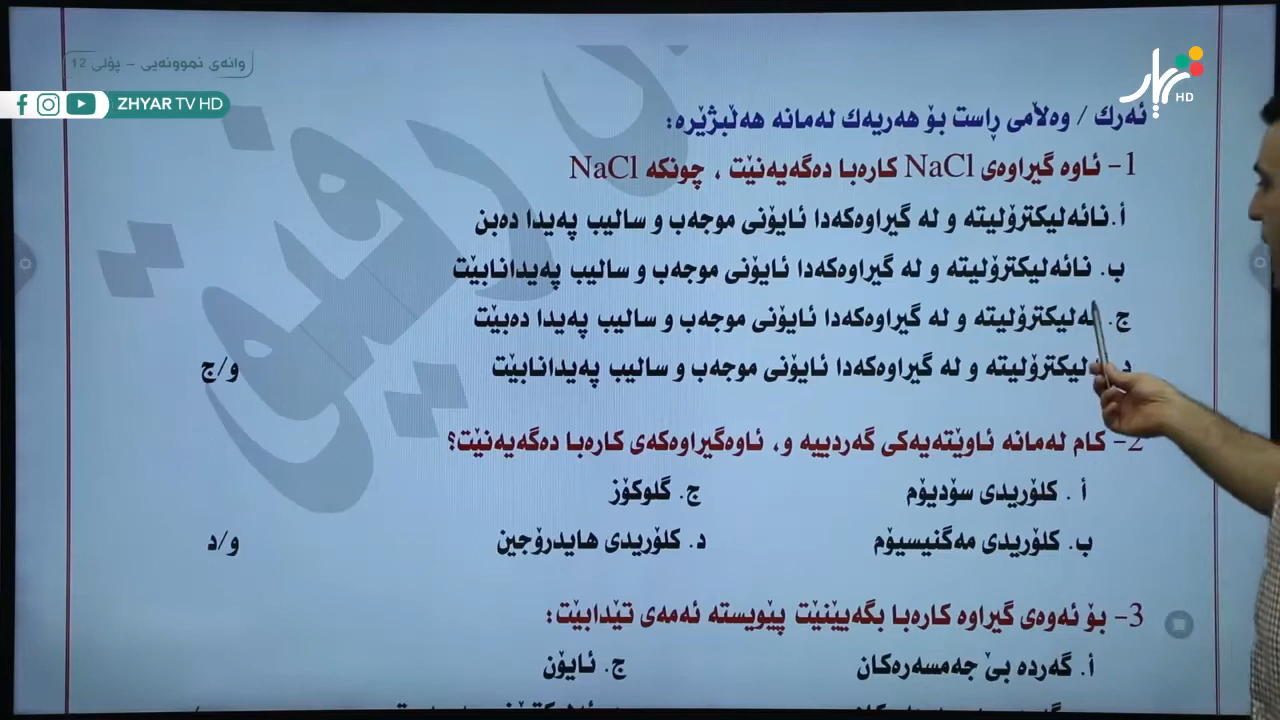 وانەی نموونەیی - پۆلی 12
ZHYAR TV HD
ژیار HD
ئەرك / وەڵامی ڕاست بۆ هەریەك لەمانە هەڵبژێرە:
1- ئاوە گیراوەی NaCl کارەبا دەگەیەنێت ، چونکە NaCl
أ.نائەلیکترۆلیتە و لە گیراوەکەدا ئایۆنی موجەب و سالیب پەیدا دەبن
ب. نائەلیکترۆلیتە و لە گیراوەکەدا ئایۆنی موجەب و سالیب پەیدانابێت
ج. ئەلیکترۆلیتە و لە گیراوەکەدا ئایۆنی موجەب و سالیب پەیدا دەبێت
د. ئەلیکترۆلیتە و لە گیراوەکەدا ئایۆنی موجەب و سالیب پەیدانابێت و/ج
2- کام لەمانە ئاوێتەیەکی گەردییە و، ئاوەگیراوەکەی کارەبا دەگەیەنێت؟
أ . کلۆریدی سۆدیۆم ج. گلوکۆز
ب. کلۆریدی مەگنیسیۆم د. کلۆریدی هایدرۆجین و/د
3- بۆ ئەوەی گیراوە کارەبا بگەیێنێت پێویستە ئەمەی تێدابێت:
أ. گەردە بێ جەمسەرەکان ج. ئایۆن